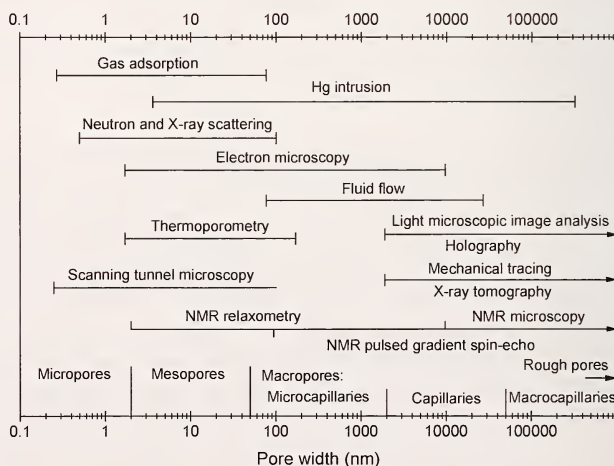 0.1 1 10 100 1000 10000 100000
Gas adsorption
Hg intrusion
Neutron and X-ray scattering
Electron microscopy
Fluid flow
Thermoporometry
Light microscopic image analysis
Holography
Scanning tunnel microscopy
Mechanical tracing
X-ray tomography
NMR relaxometry
NMR microscopy
NMR pulsed gradient spin-echo
Rough pores
Micropores
Mesopores
Macropores:
Microcapillaries
Capillaries
Macrocapillaries
0.1 1 10 100 1000 10000 100000
Pore width (nm)